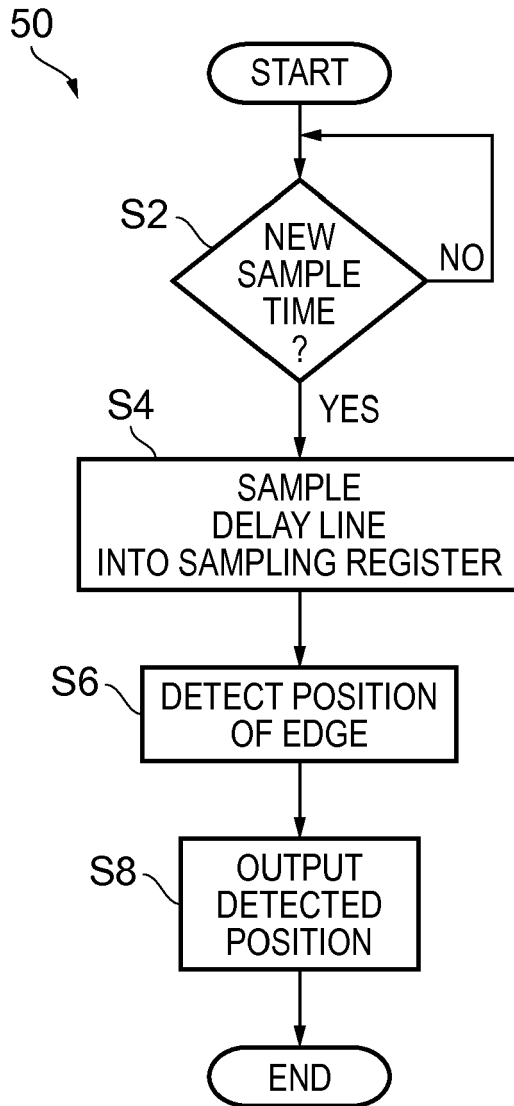 50
START
S2
NEW
SAMPLE
TIME
?
NO
YES
S4
SAMPLE
DELAY LINE
INTO SAMPLING REGISTER
S6
DETECT POSITION
OF EDGE
S8
OUTPUT
DETECTED
POSITION
END